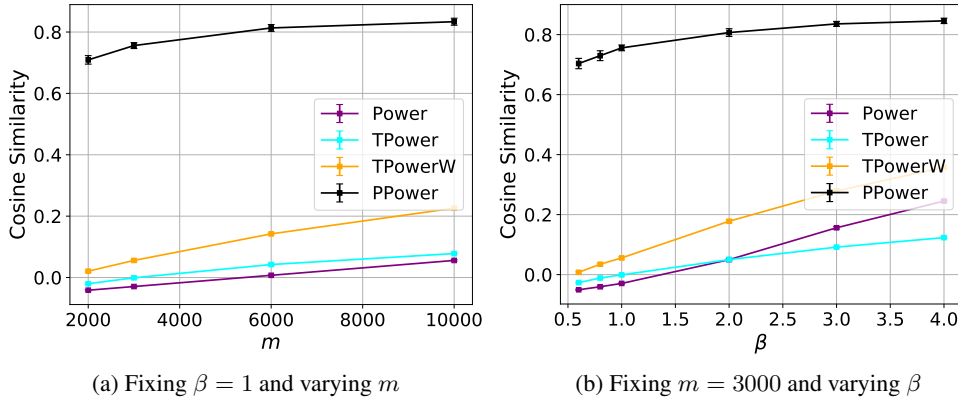 Cosine Similarity
0.8
0.6
0.4
0.2
0.0
Power
TPower
TPowerW
PPower
2000 4000 6000 8000 10000
m
(a) Fixing β = 1 and varying m
Cosine Similarity
0.8
0.6
0.4
0.2
0.0
Power
TPower
TPowerW
PPower
0.5 1.0 1.5 2.0 2.5 3.0 3.5 4.0
β
(b) Fixing m = 3000 and varying β